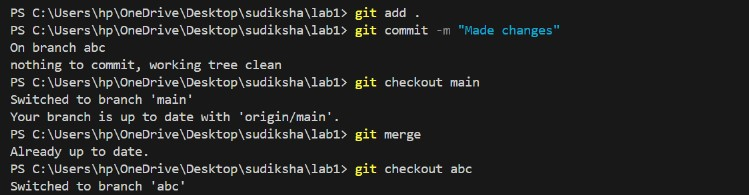 PS C:\Users\hp\OneDrive\Desktop\sudiksha\lab1> git add .
PS C:\Users\hp\OneDrive\Desktop\sudiksha\lab1> git commit -m "Made changes"
On branch abc
nothing to commit, working tree clean
PS C:\Users\hp\OneDrive\Desktop\sudiksha\lab1> git checkout main
Switched to branch 'main'
Your branch is up to date with 'origin/main'.
PS C:\Users\hp\OneDrive\Desktop\sudiksha\lab1> git merge
Already up to date.
PS C:\Users\hp\OneDrive\Desktop\sudiksha\lab1> git checkout abc
Switched to branch 'abc'